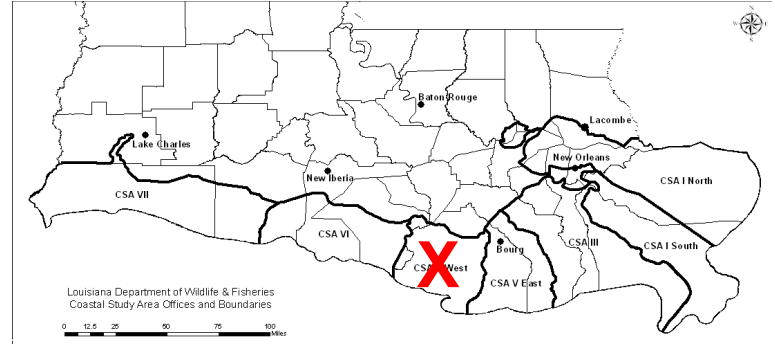 Baton Rouge
Lacombe
Lake Charles
New Orleans
New Iberia
CSA I North
CSA VII
CSA VI
CSA III
CSA I South
Bourg
CSA West
CSA V East
Louisiana Department of Wildlife & Fisheries
Coastal Study Area Offices and Boundaries
0 12.5 25 50 75 100
Miles